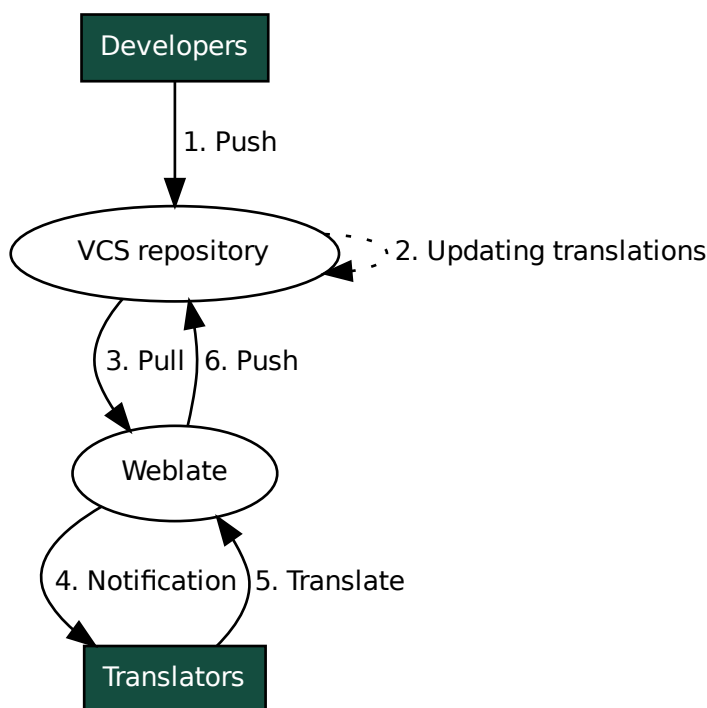 Developers
1. Push
VCS repository
2. Updating translations
3. Pull
6. Push
Weblate
4. Notification
5. Translate
Translators